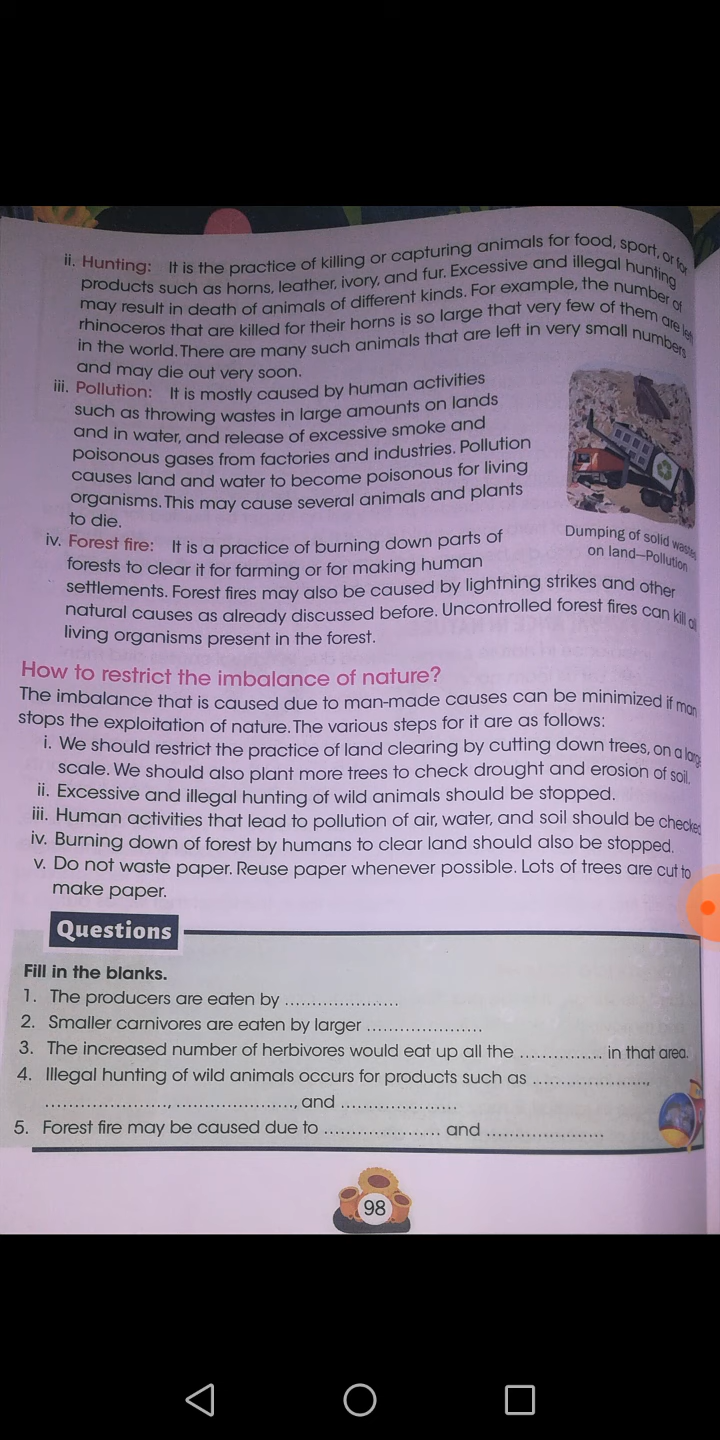 ii. Hunting: It is the practice of killing or capturing animals for food, sport, or for
products such as horns, leather, ivory, and fur. Excessive and illegal hunting
may result in death of animals of different kinds. For example, the number of
rhinoceros that are killed for their horns is so large that very few of them are left
in the world. There are many such animals that are left in very small numbers
and may die out very soon.
iii. Pollution: It is mostly caused by human activities
such as throwing wastes in large amounts on lands
and in water, and release of excessive smoke and
poisonous gases from factories and industries. Pollution
causes land and water to become poisonous for living
organisms. This may cause several animals and plants
to die.
Dumping of solid wastes
on land–Pollution
iv. Forest fire: It is a practice of burning down parts of
forests to clear it for farming or for making human
settlements. Forest fires may also be caused by lightning strikes and other
natural causes as already discussed before. Uncontrolled forest fires can kill all
living organisms present in the forest.
How to restrict the imbalance of nature?
The imbalance that is caused due to man-made causes can be minimized if man
stops the exploitation of nature. The various steps for it are as follows:
i. We should restrict the practice of land clearing by cutting down trees, on a large
scale. We should also plant more trees to check drought and erosion of soil.
ii. Excessive and illegal hunting of wild animals should be stopped.
iii. Human activities that lead to pollution of air, water, and soil should be checked
iv. Burning down of forest by humans to clear land should also be stopped.
v. Do not waste paper. Reuse paper whenever possible. Lots of trees are cut to
make paper.
Questions
Fill in the blanks.
1. The producers are eaten by ....................
2. Smaller carnivores are eaten by larger ....................
3. The increased number of herbivores would eat up all the ............... in that area.
4. Illegal hunting of wild animals occurs for products such as ....................,
....................., ....................., and ....................
5. Forest fire may be caused due to .................... and ....................
98